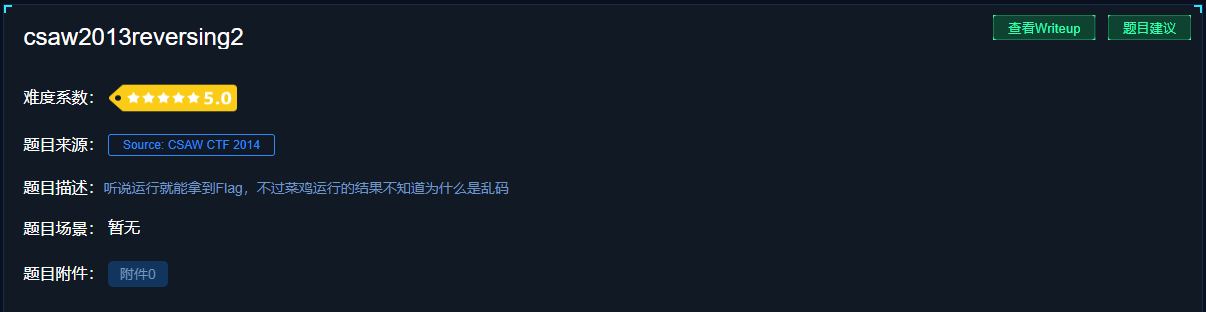 csaw2013reversing2
查看Writeup
题目建议
难度系数： 5.0
题目来源： Source: CSAW CTF 2014
题目描述：听说运行就能拿到Flag，不过菜鸡运行的结果不知道为什么是乱码
题目场景： 暂无
题目附件： 附件0